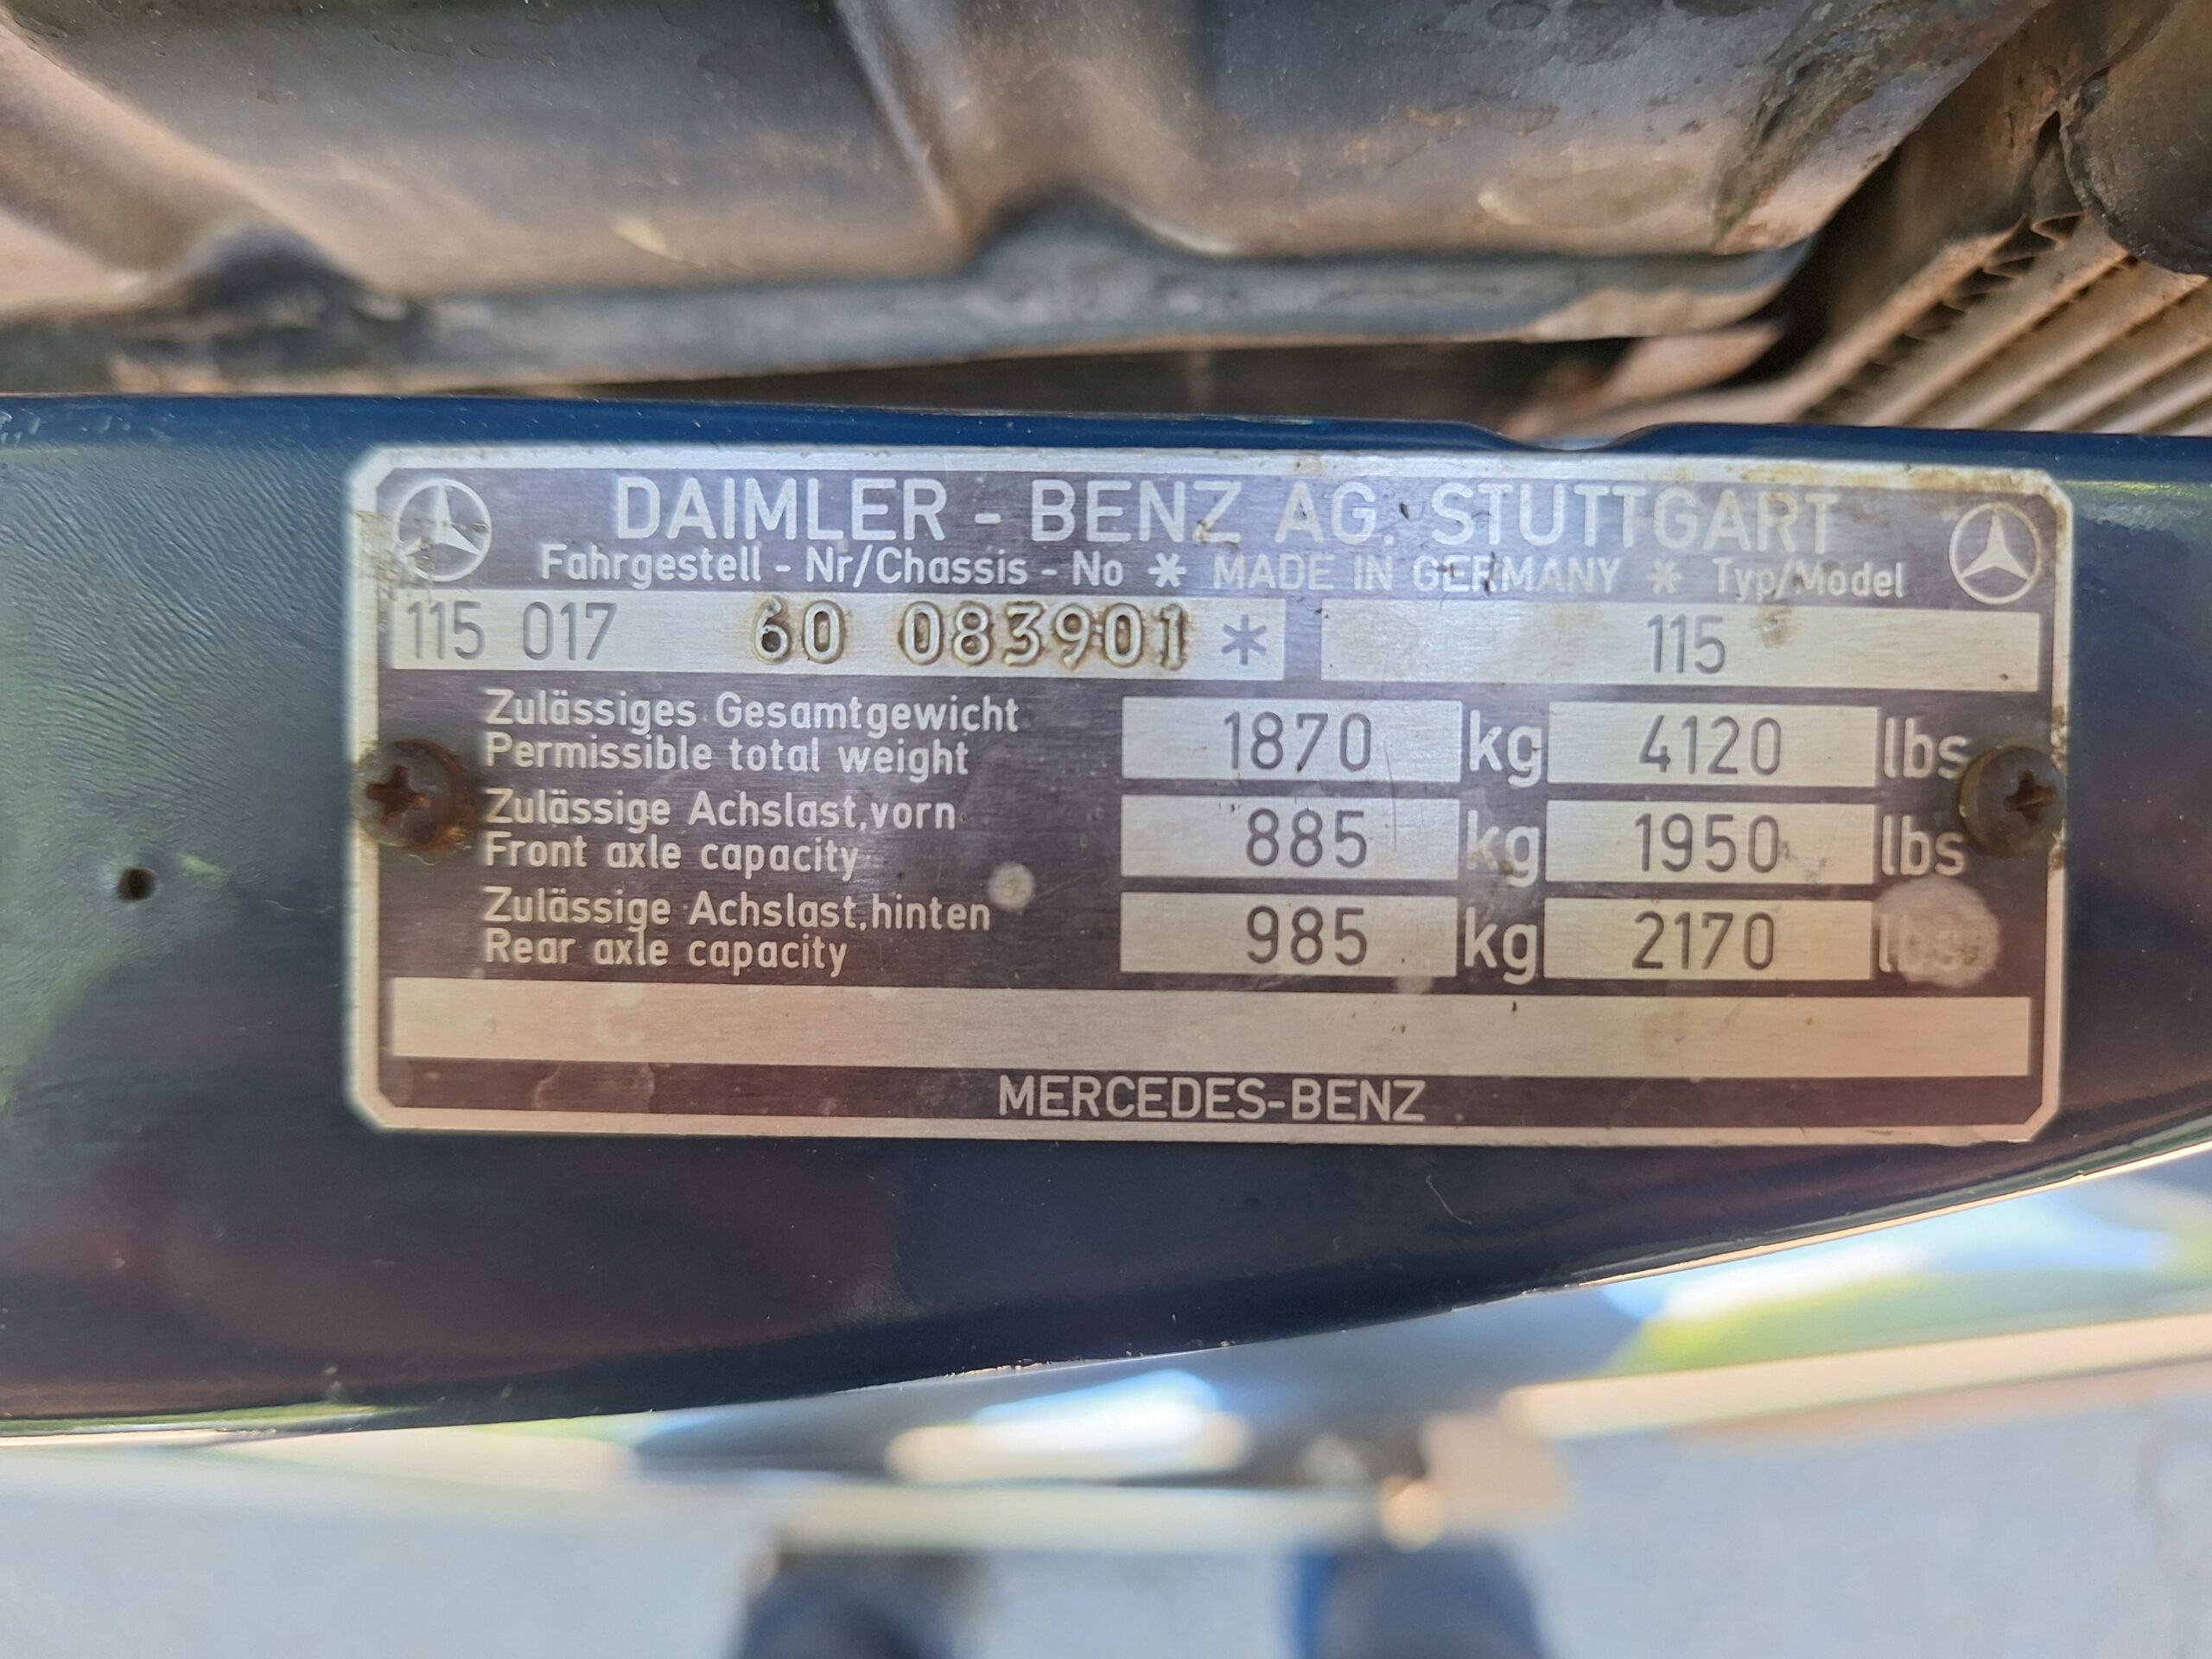 DAIMLER - BENZ AG. STUTTGART
Fahrgestell - Nr/Chassis - No * MADE IN GERMANY * Typ/Model
115 017 60 083901 * 115
Zulässiges Gesamtgewicht
Permissible total weight
1870 kg 4120 lbs
Zulässige Achslast,vorn
Front axle capacity
885 kg 1950 lbs
Zulässige Achslast,hinten
Rear axle capacity
985 kg 2170 lbs
MERCEDES-BENZ